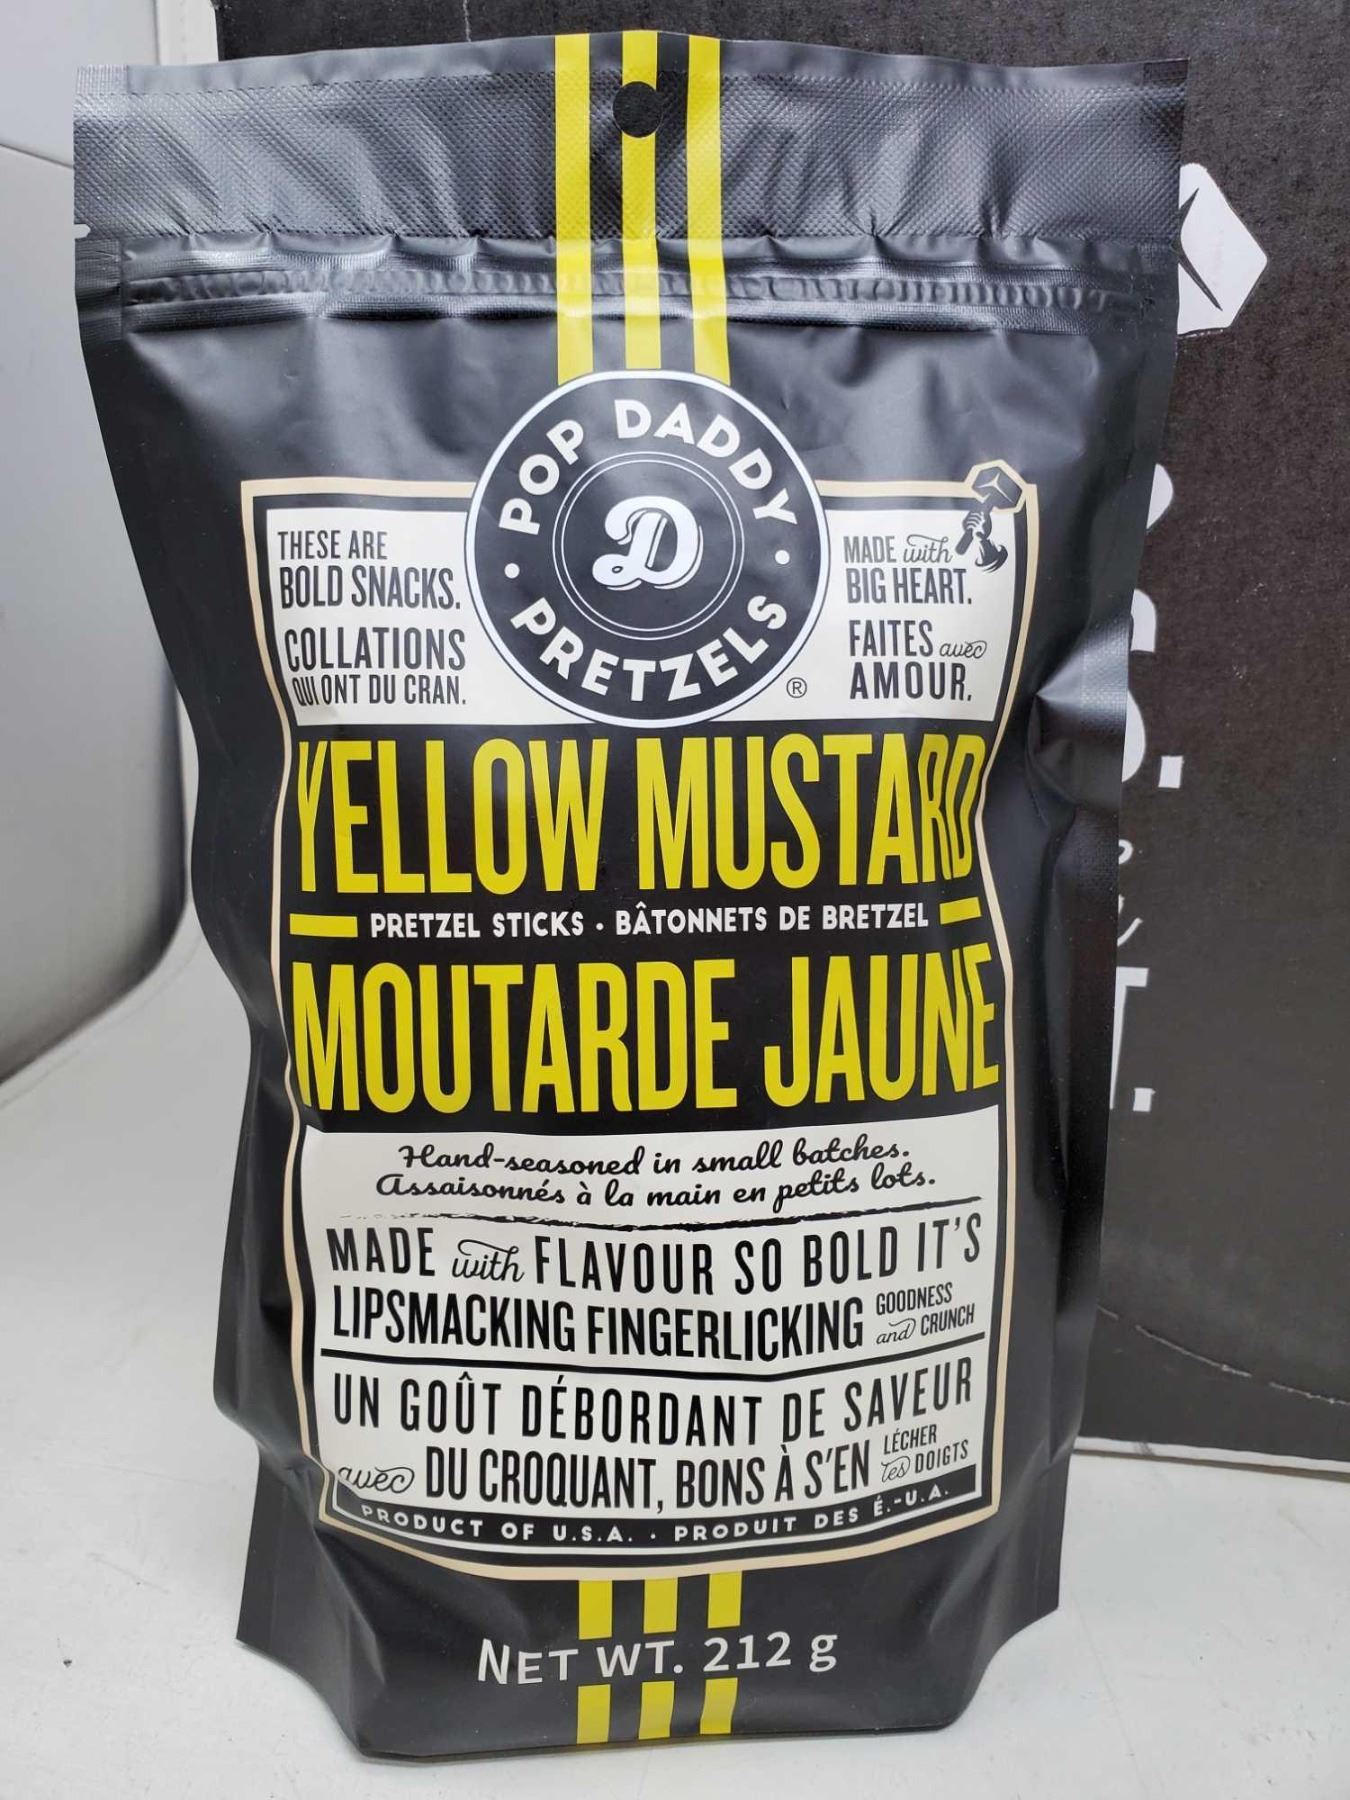 POP DADDY
D
PRETZELS
®
THESE ARE
BOLD SNACKS.
COLLATIONS
QUI ONT DU CRAN.
MADE with
BIG HEART.
FAITES avec
AMOUR.
YELLOW MUSTARD
PRETZEL STICKS • BÂTONNETS DE BRETZEL
MOUTARDE JAUNE
Hand-seasoned in small batches.
Assaisonnés à la main en petits lots.
MADE with FLAVOUR SO BOLD IT'S
LIPSMACKING FINGERLICKING GOODNESS
and CRUNCH
UN GOÛT DÉBORDANT DE SAVEUR
avec DU CROQUANT, BONS À S'EN LÉCHER
les DOIGTS
PRODUCT OF U.S.A. • PRODUIT DES É.-U.A.
NET WT. 212 g